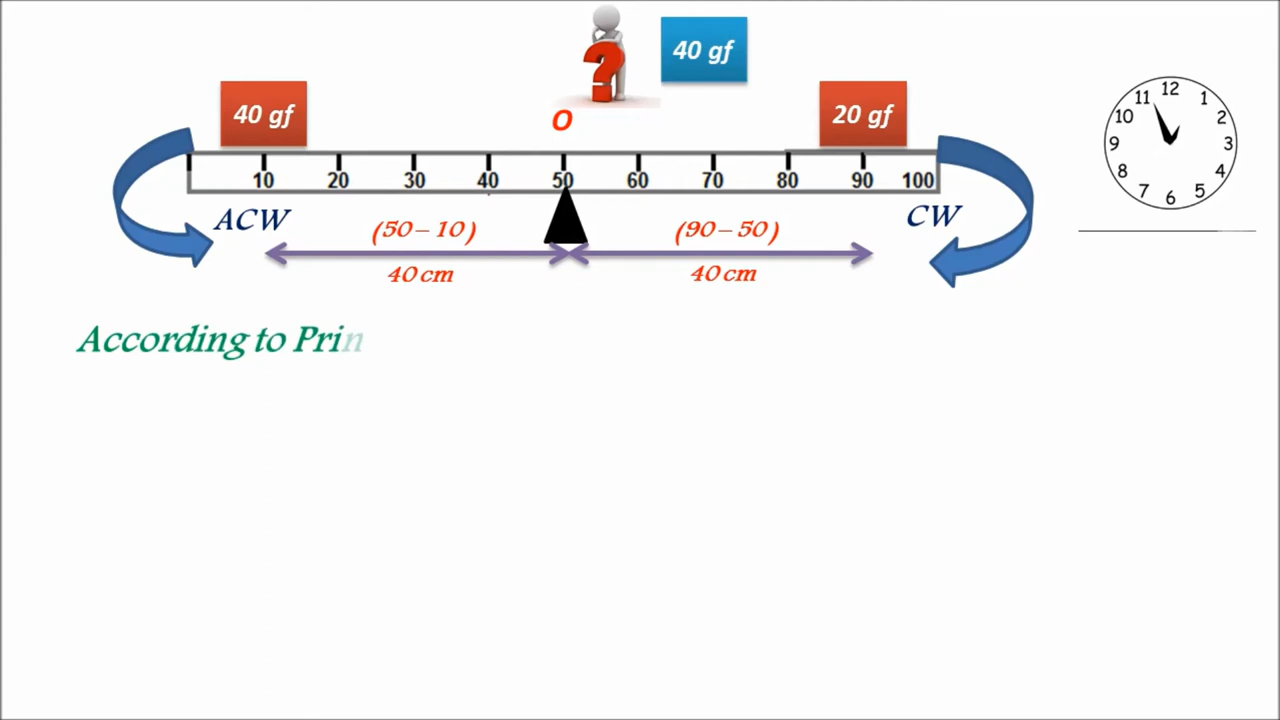 40 gf
40 gf
20 gf
?
O
10 20 30 40 50 60 70 80 90 100
ACW
CW
(50 – 10)
(90 – 50)
40 cm
40 cm
12
1
2
3
4
5
6
7
8
9
10
11
According to Prin